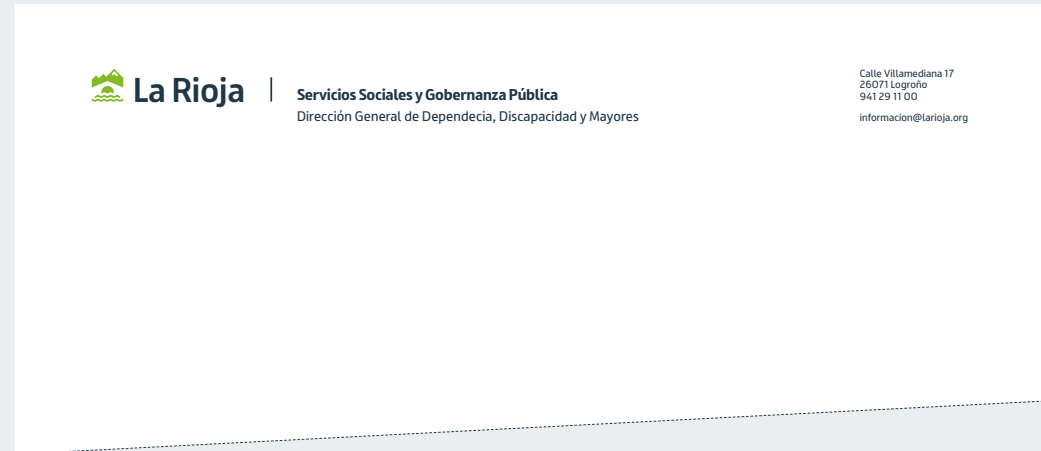 La Rioja
Servicios Sociales y Gobernanza Pública
Dirección General de Dependecia, Discapacidad y Mayores
Calle Villamediana 17
26071 Logroño
941 29 11 00
informacion@larioja.org